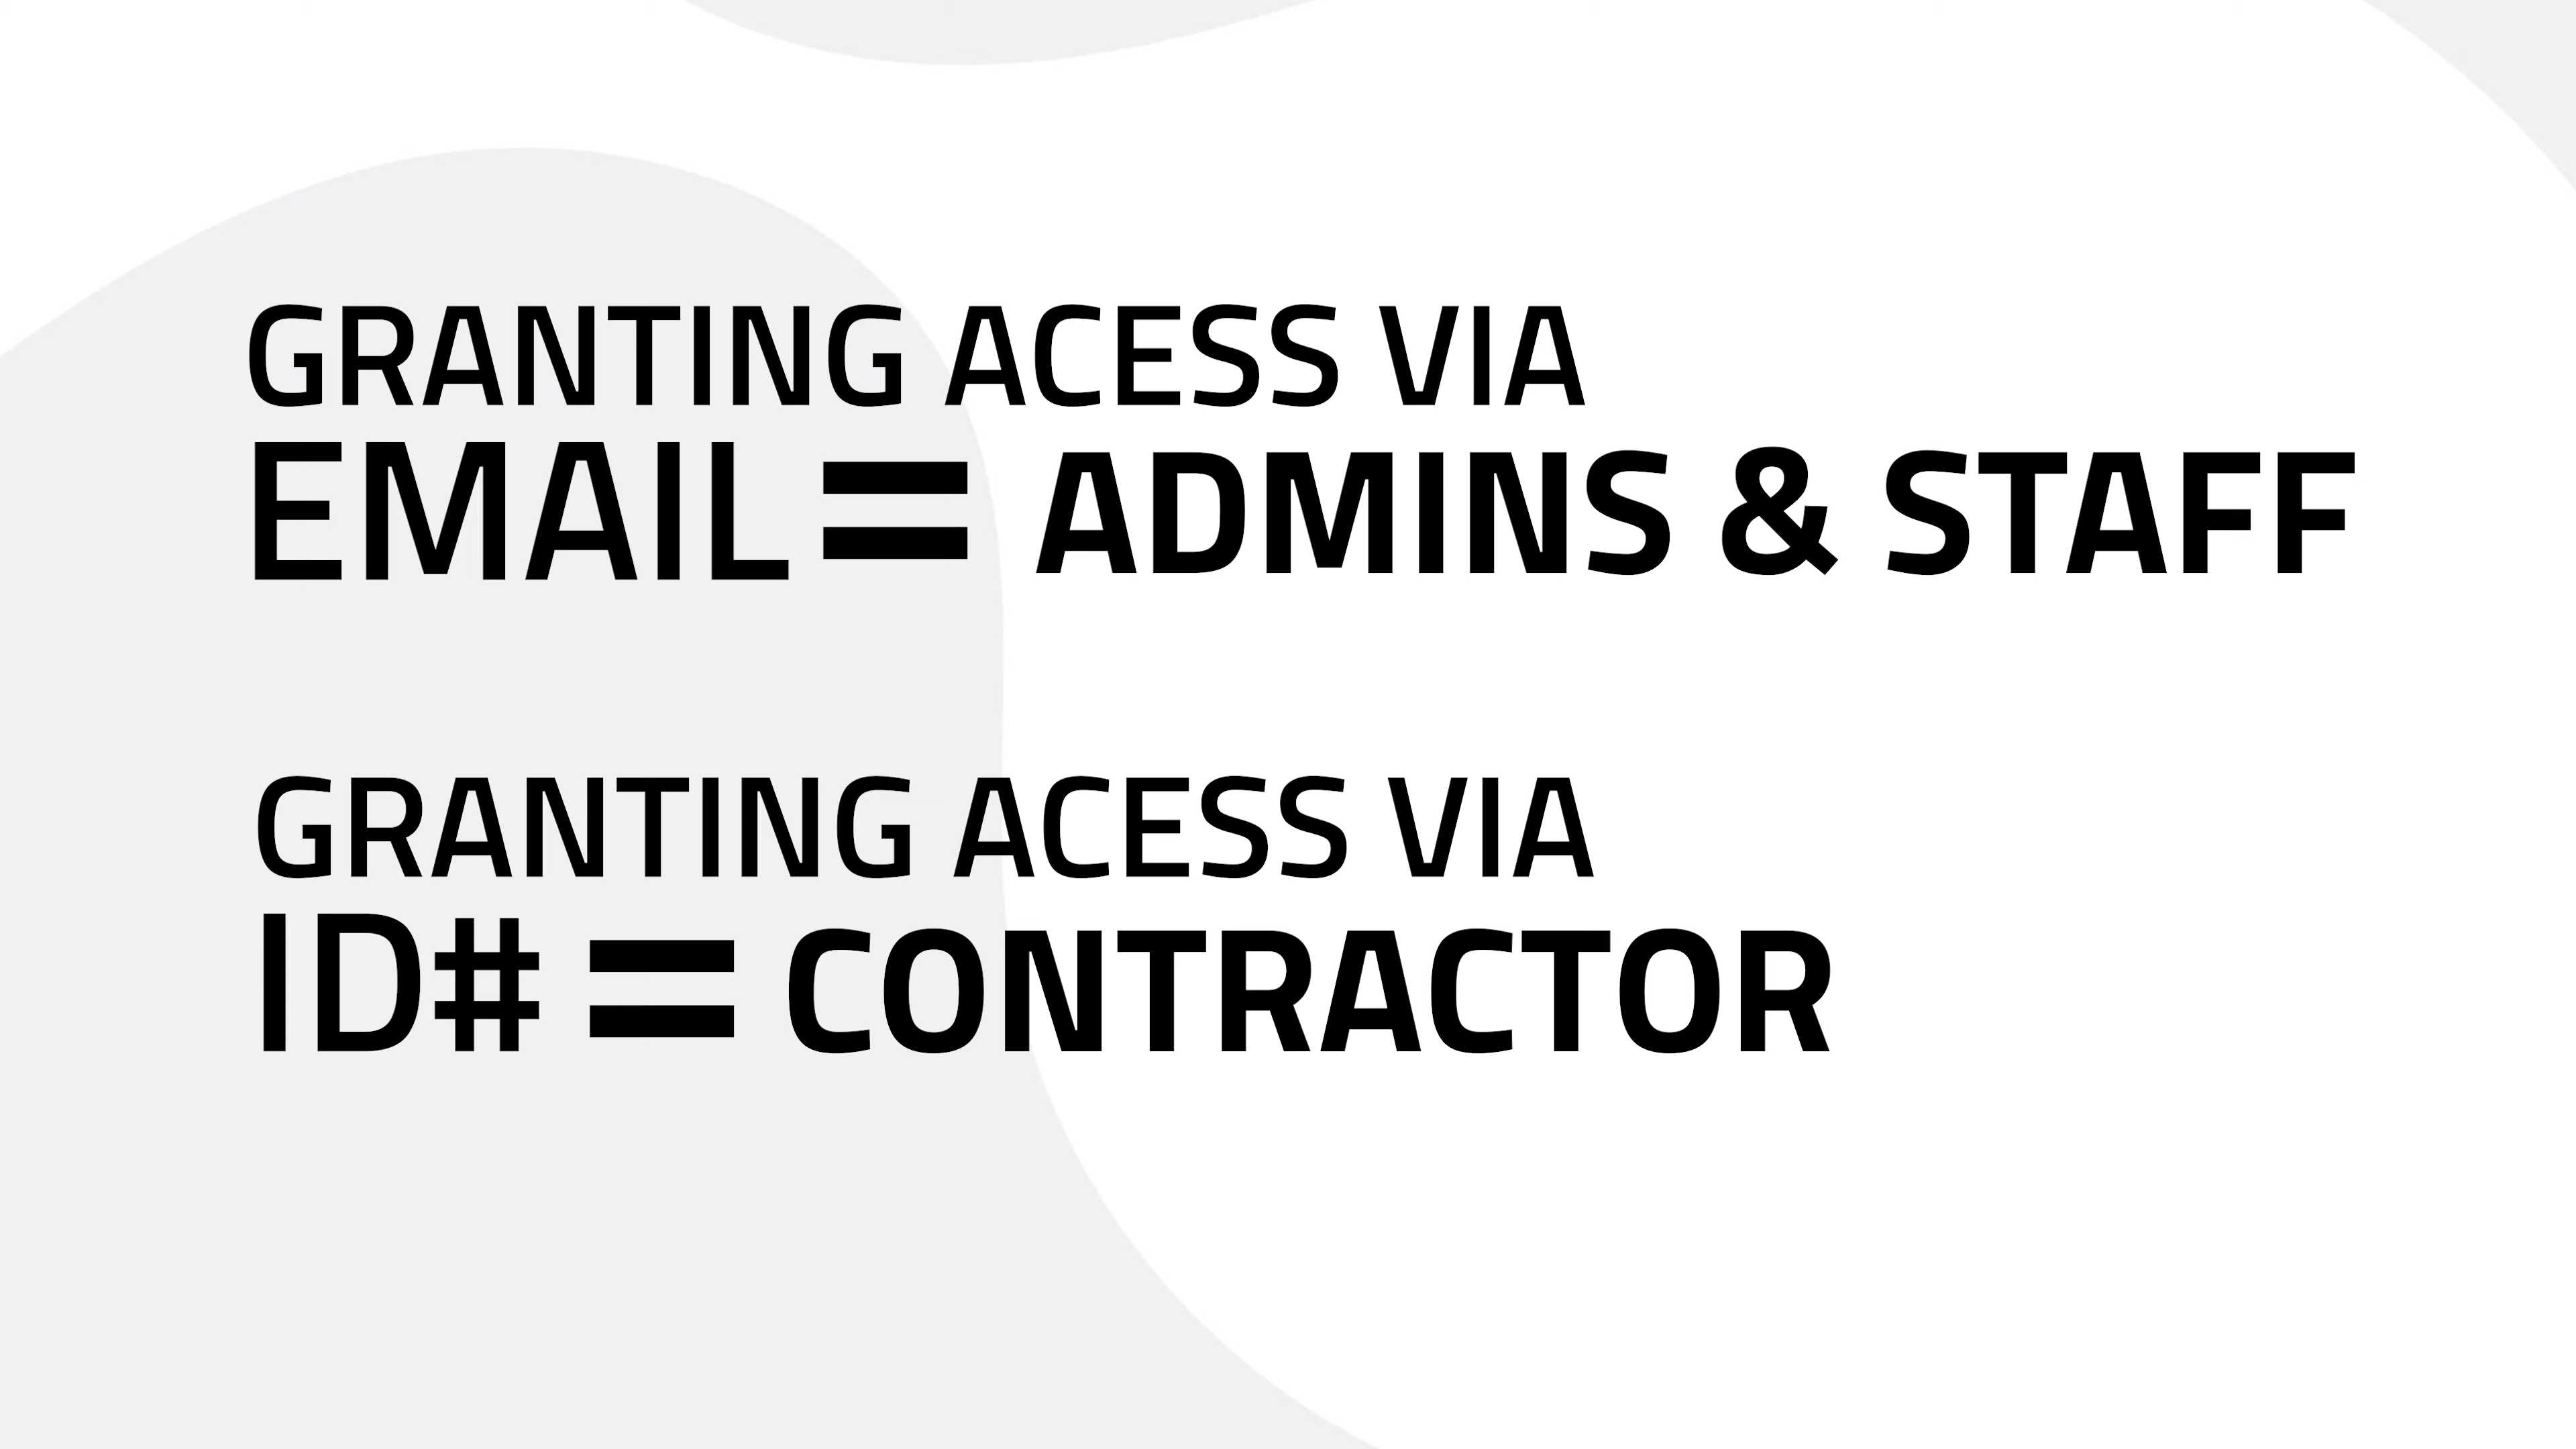 GRANTING ACESS VIA
EMAIL= ADMINS & STAFF
GRANTING ACESS VIA
ID# = CONTRACTOR